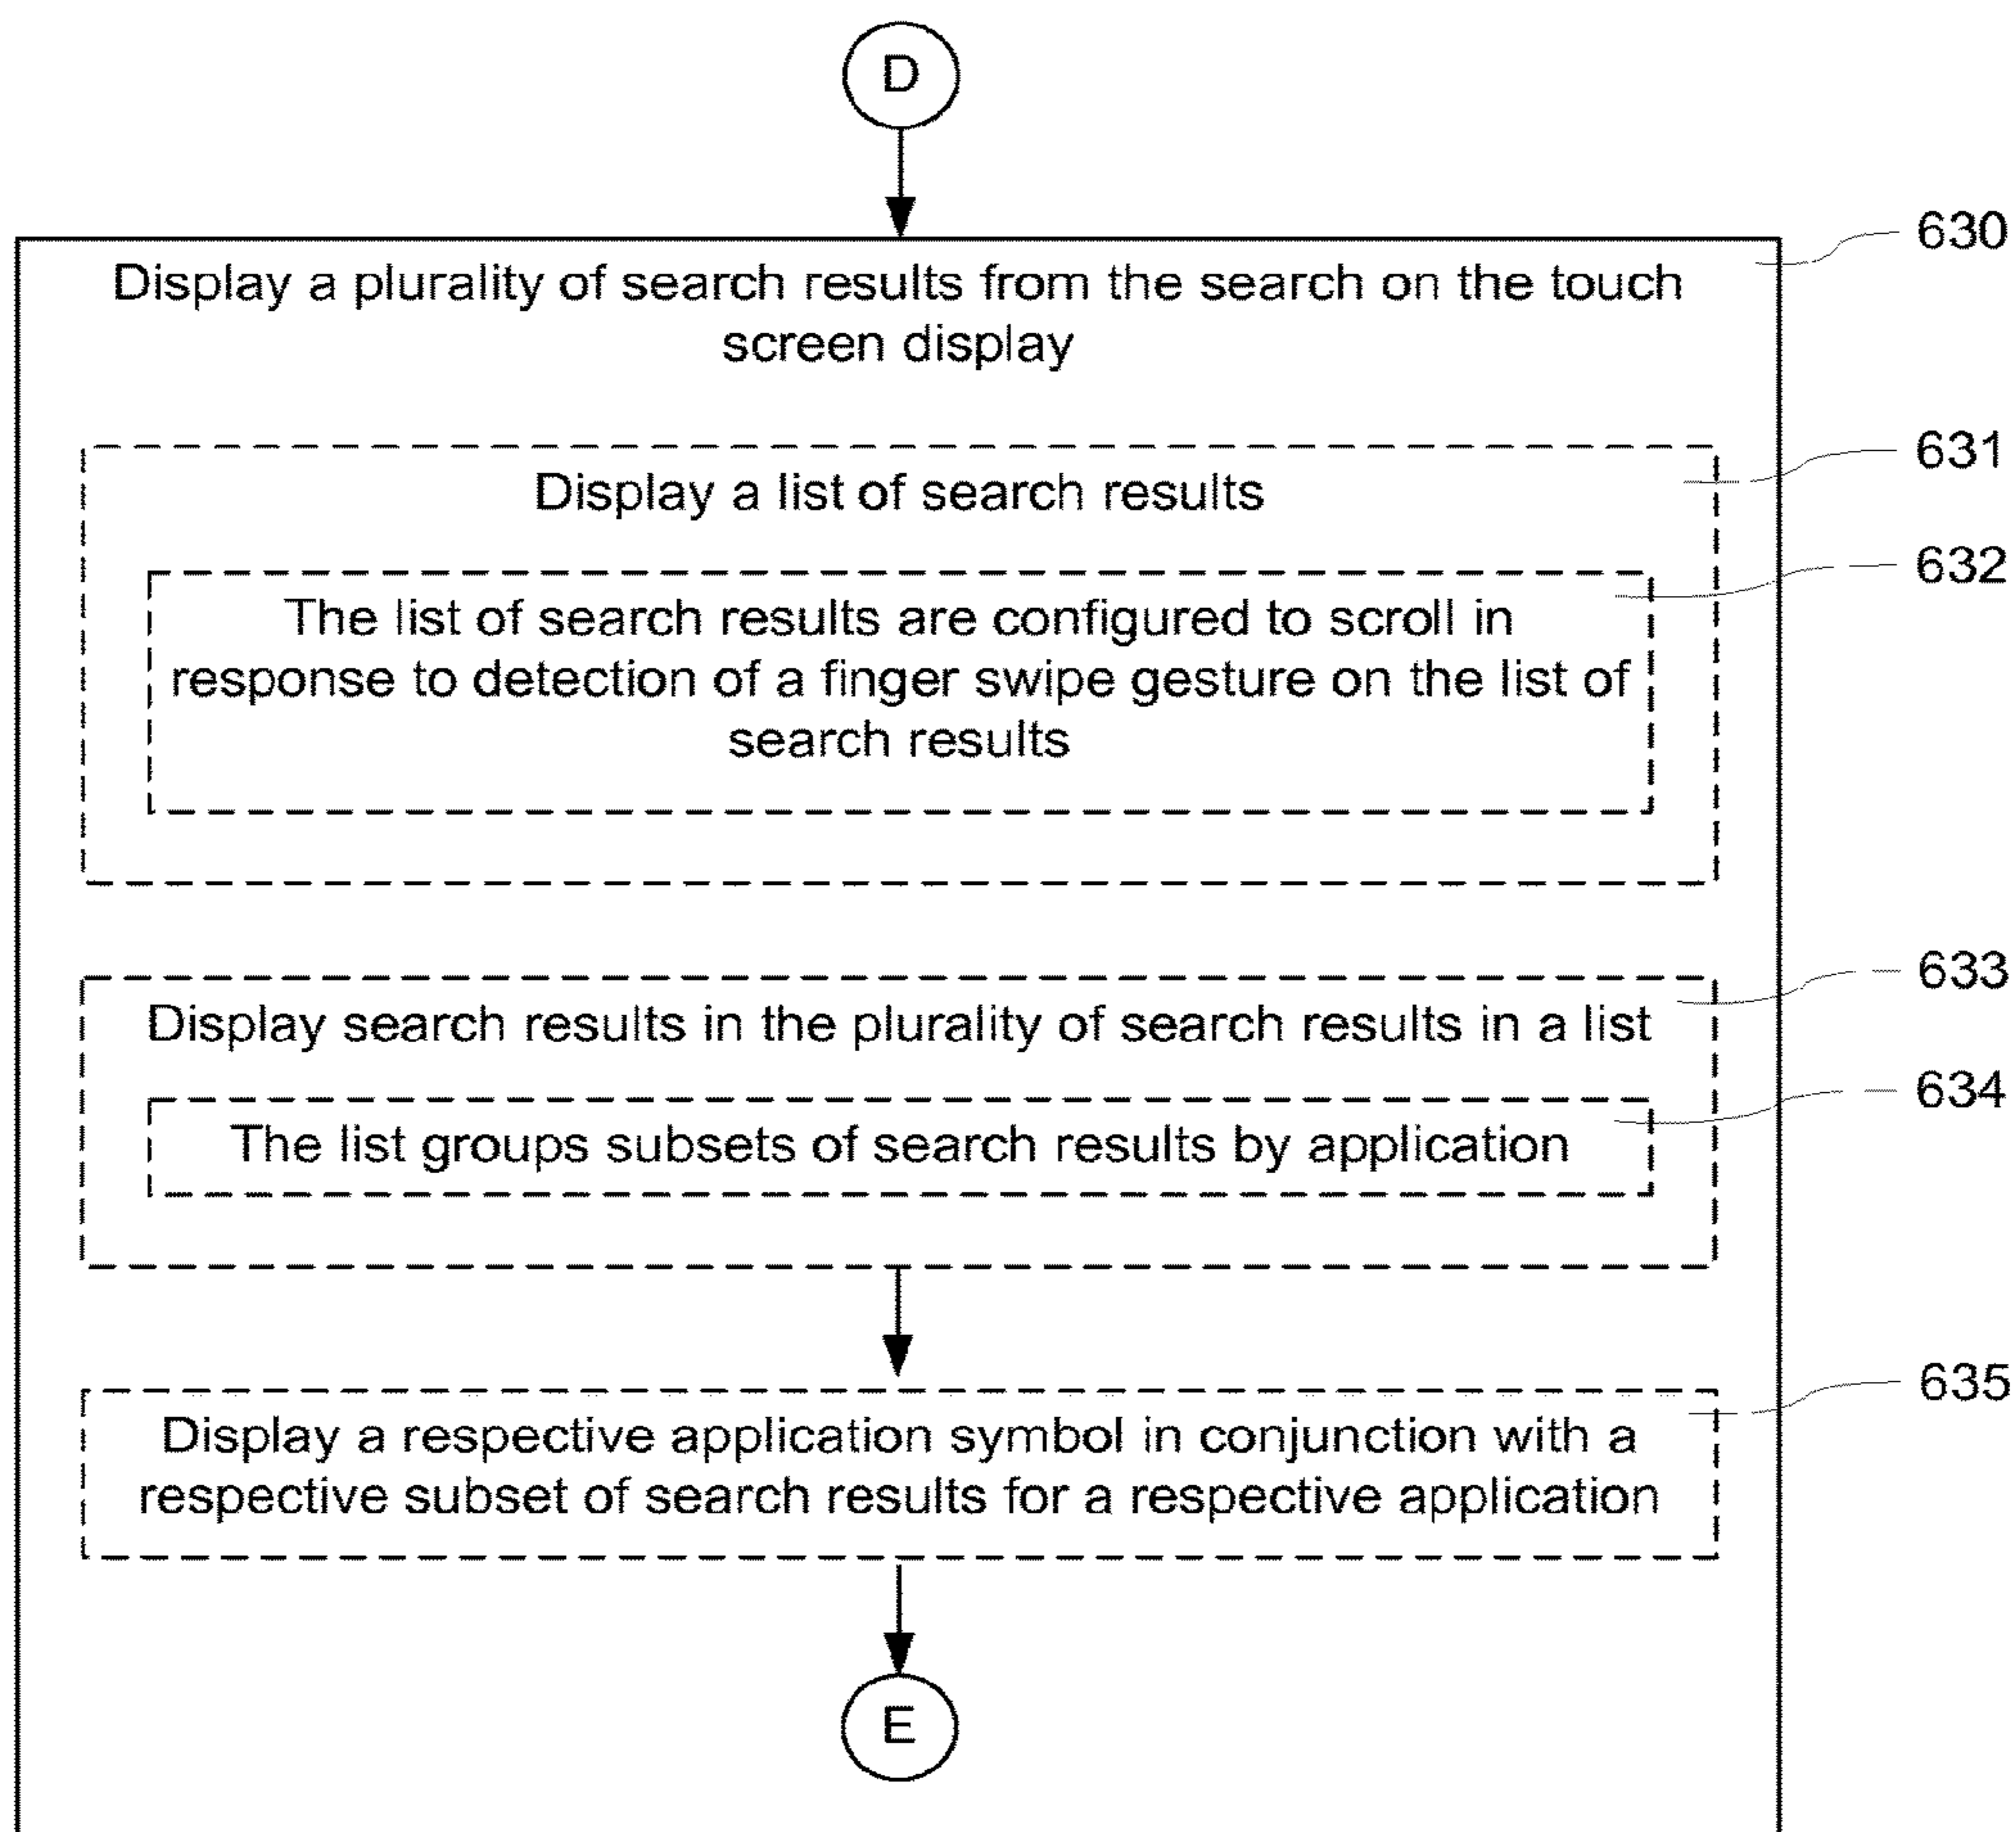 D
630
Display a plurality of search results from the search on the touch
screen display
631
Display a list of search results
632
The list of search results are configured to scroll in
response to detection of a finger swipe gesture on the list of
search results
633
Display search results in the plurality of search results in a list
634
The list groups subsets of search results by application
635
Display a respective application symbol in conjunction with a
respective subset of search results for a respective application
E